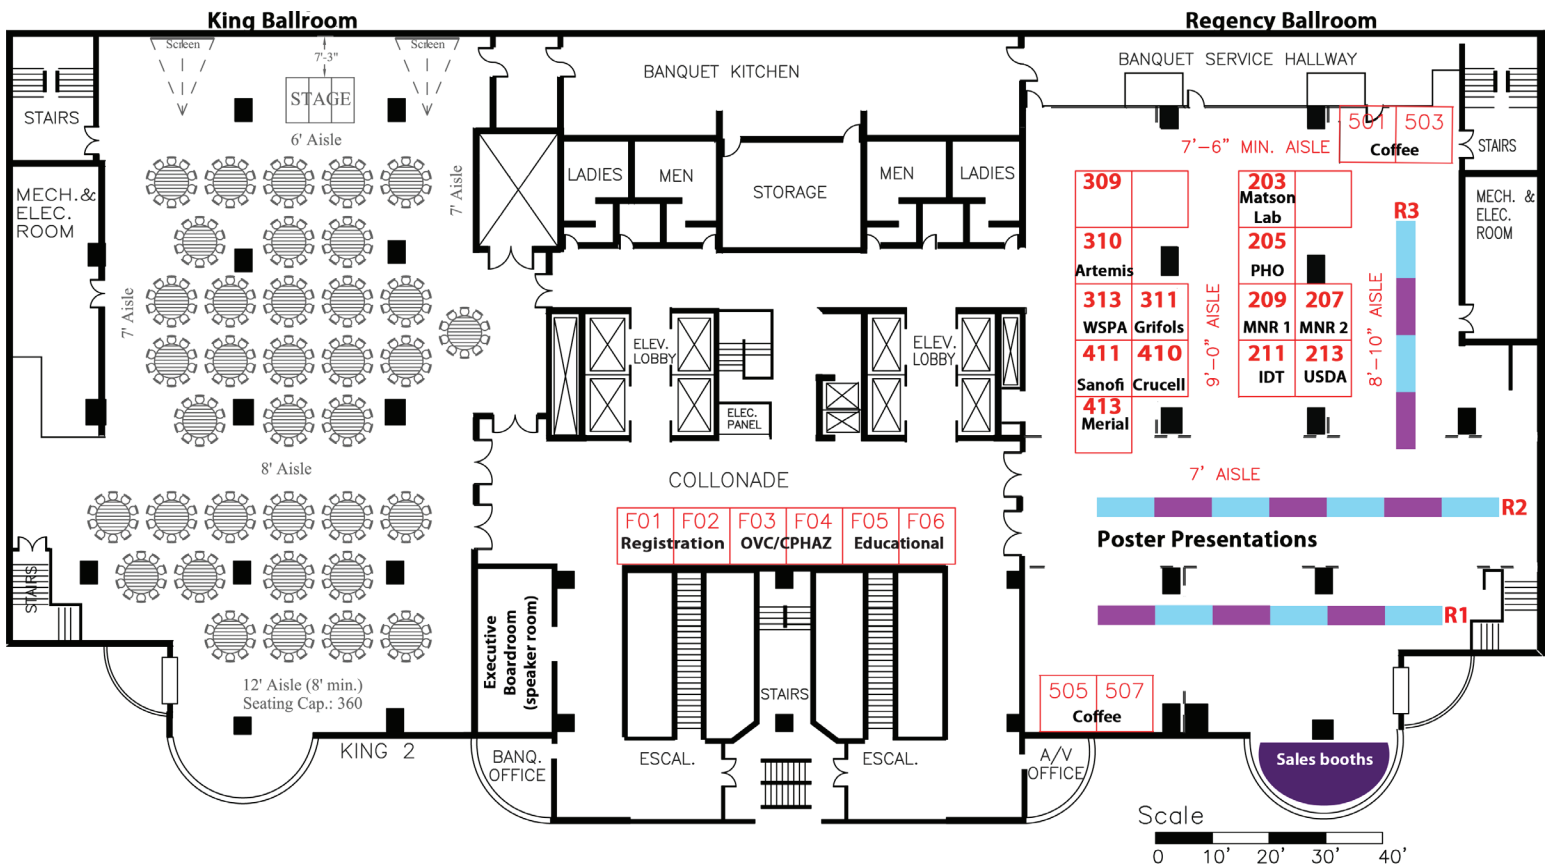 King Ballroom
Regency Ballroom
Screen
7'-3"
Screen
STAGE
6' Aisle
STAIRS
MECH.&
ELEC.
ROOM
7' Aisle
7' Aisle
8' Aisle
STAIRS
12' Aisle (8' min.)
Seating Cap.: 360
KING 2
BANQUET KITCHEN
LADIES
MEN
STORAGE
MEN
LADIES
ELEV.
LOBBY
ELEV.
LOBBY
ELEC.
PANEL
COLLONADE
F01 F02 F03 F04 F05 F06
Registration OVC/CPHAZ Educational
Executive
Boardroom
(speaker room)
STAIRS
BANQ.
OFFICE
ESCAL.
ESCAL.
A/V
OFFICE
BANQUET SERVICE HALLWAY
501 503
Coffee
7'-6" MIN. AISLE
STAIRS
MECH. &
ELEC.
ROOM
309
203
Matson
Lab
R3
310
Artemis
205
PHO
313 311
WSPA Grifols
209 207
MNR 1 MNR 2
9'-0" AISLE
8'-10" AISLE
411 410
Sanofi Crucell
211 213
IDT USDA
413
Merial
7' AISLE
R2
Poster Presentations
R1
505 507
Coffee
Sales booths
Scale
0 10' 20' 30' 40'